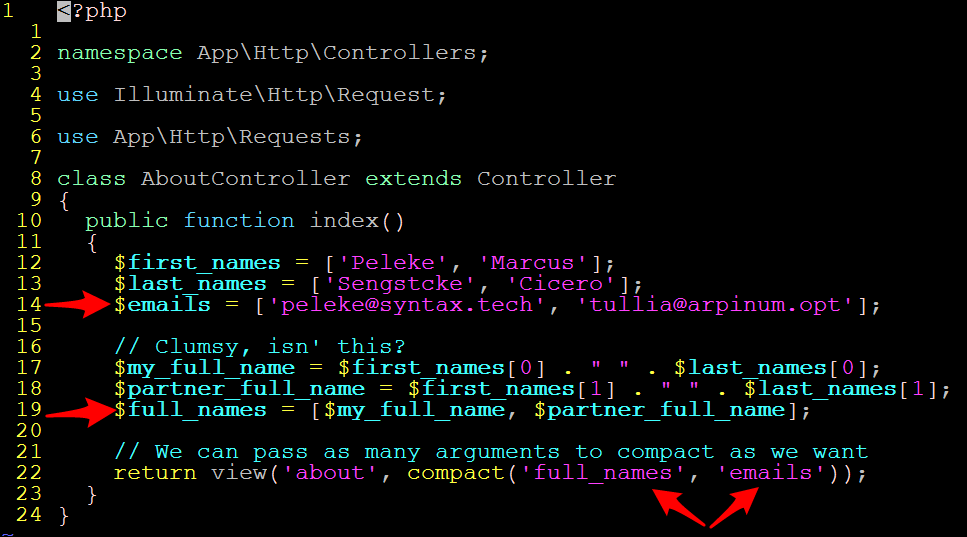 1 <?php
1
2 namespace App\Http\Controllers;
3
4 use Illuminate\Http\Request;
5
6 use App\Http\Requests;
7
8 class AboutController extends Controller
9 {
10   public function index()
11   {
12     $first_names = ['Peleke', 'Marcus'];
13     $last_names = ['Sengstcke', 'Cicero'];
14     $emails = ['peleke@syntax.tech', 'tullia@arpinum.opt'];
15
16     // Clumsy, isn' this?
17     $my_full_name = $first_names[0] . " " . $last_names[0];
18     $partner_full_name = $first_names[1] . " " . $last_names[1];
19     $full_names = [$my_full_name, $partner_full_name];
20
21     // We can pass as many arguments to compact as we want
22     return view('about', compact('full_names', 'emails'));
23   }
24 }
~